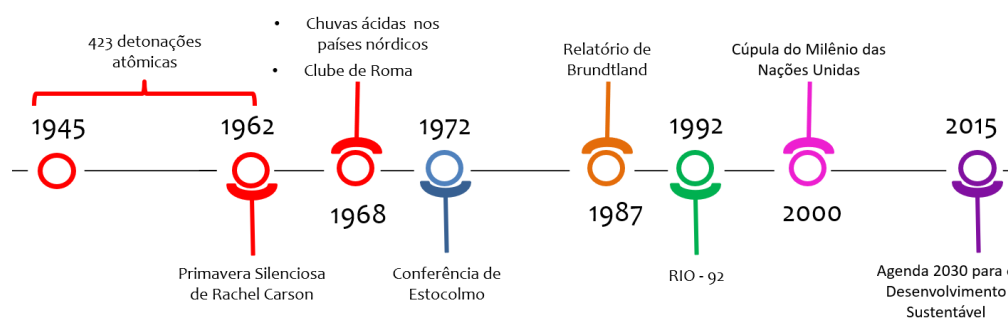 423 detonações
atômicas
1945
1962
Primavera Silenciosa
de Rachel Carson
• Chuvas ácidas nos
países nórdicos
• Clube de Roma
1968
1972
Conferência de
Estocolmo
Relatório de
Brundtland
1987
1992
RIO - 92
Cúpula do Milênio das
Nações Unidas
2000
2015
Agenda 2030 para
Desenvolvimento
Sustentável